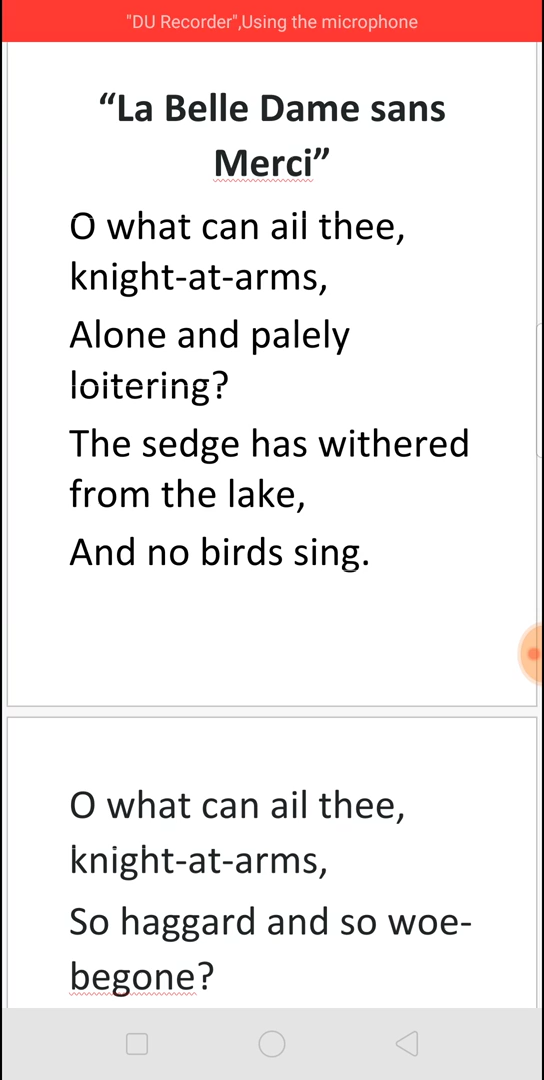 "DU Recorder",Using the microphone
“La Belle Dame sans
Merci”
O what can ail thee,
knight-at-arms,
Alone and palely
loitering?
The sedge has withered
from the lake,
And no birds sing.
O what can ail thee,
knight-at-arms,
So haggard and so woe-
begone?